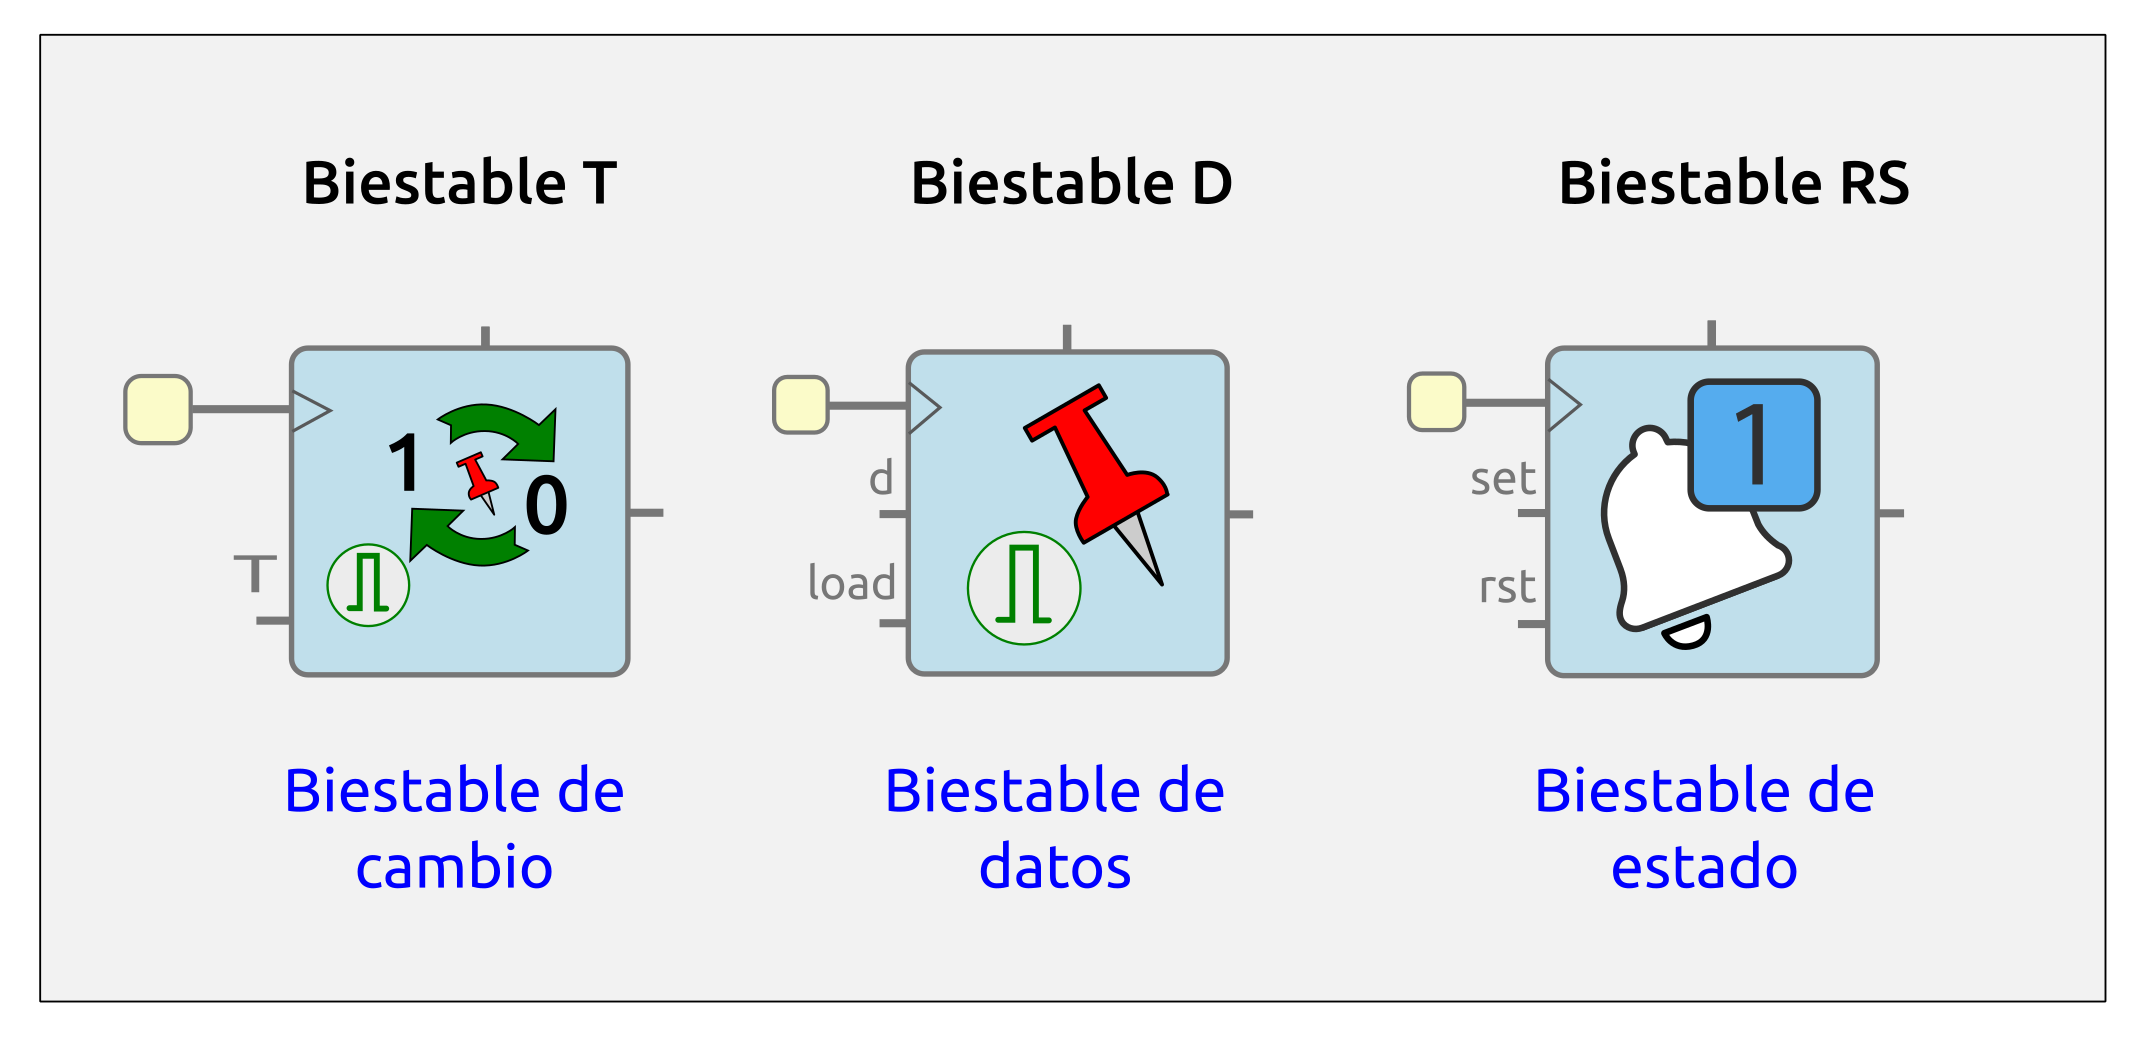 Biestable T
Biestable D
Biestable RS
1
0
T
d
load
1
set
rst
Biestable de
cambio
Biestable de
datos
Biestable de
estado